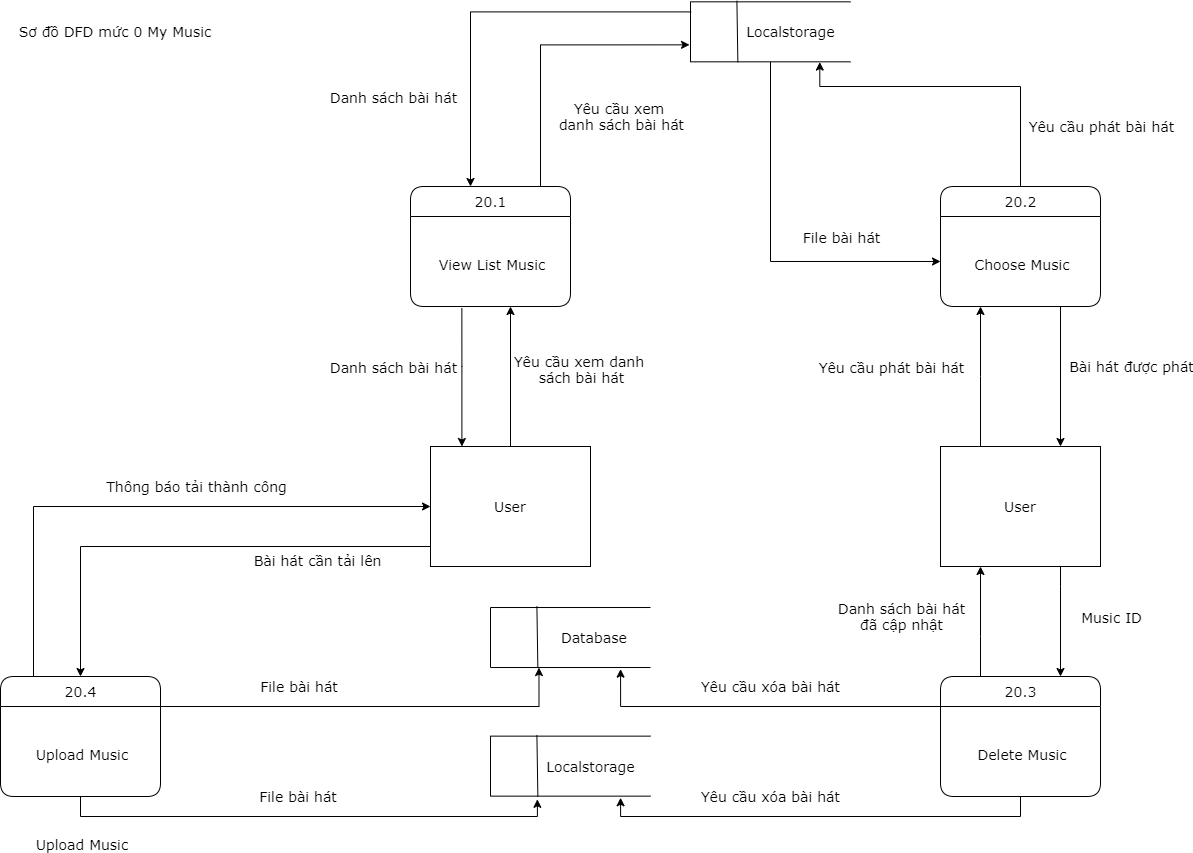 Sơ đồ DFD mức 0 My Music
Localstorage
Danh sách bài hát
Yêu cầu xem
danh sách bài hát
Yêu cầu phát bài hát
20.1
View List Music
20.2
Choose Music
File bài hát
Danh sách bài hát
Yêu cầu xem danh
sách bài hát
Yêu cầu phát bài hát
Bài hát được phát
Thông báo tải thành công
User
User
Bài hát cần tải lên
Danh sách bài hát
đã cập nhật
Music ID
Database
20.4
Upload Music
File bài hát
Yêu cầu xóa bài hát
20.3
Delete Music
Localstorage
File bài hát
Yêu cầu xóa bài hát
Upload Music